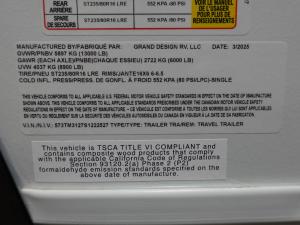 REAR ARRIÈRE ST235/80R16 LRE 552 KPA (80 PSI)
SPARE DE SECOURS ST235/80R16 LRE 552 KPA (80 PSI)
VOIR LE MANUEL DE L'USAGER POUR PLUS DE RENSEIGNEMENTS
MANUFACTURED BY/FABRIQUÉ PAR: GRAND DESIGN RV, LLC DATE: 3/2025
GVWR/PNBV 5897 KG (13000 LB)
GAWR (EACH AXLE)/PNBE(CHAQUE ESSIEU) 2722 KG (6000 LB)
UVW 4037 KG (8900 LB)
TIRE/PNEU ST235/80R16 LRE RIMS/JANTE16X6 6-6.5
COLD INFL. PRESS/PRESS. DE GONFL. À FROID 552 KPA (80 PSI/LPC)-SINGLE
THIS VEHICLE CONFORMS TO ALL APPLICABLE U.S. FEDERAL MOTOR VEHICLE SAFETY STANDARDS IN EFFECT ON THE DATE OF MANUFACTURE
SHOWN ABOVE. THIS VEHICLE CONFORMS TO ALL APPLICABLE STANDARDS PRESCRIBED UNDER THE CANADIAN MOTOR VEHICLE SAFETY
REGULATIONS IN EFFECT ON THE DATE OF MANUFACTURE. / CE VÉHICULE EST CONFORME À TOUTES LES NORMES QUI LUI SONT APPLICABLES
EN VERTU DU RÈGLEMENT SUR LA SÉCURITÉ DES VÉHICULES AUTOMOBILES DU CANADA EN VIGUEUR À LA DATE DE SA FABRICATION.
TYPE/TYPE: TRAILER TRA/REM: TRAVEL TRAILER
This vehicle is TSCA TITLE VI COMPLIANT and
contains composite wood products that comply
with the applicable California Code of Regulations
Section 93120.2(a) Phase 2 (P2)
formaldehyde emission standards specified on the
above date of manufacture.